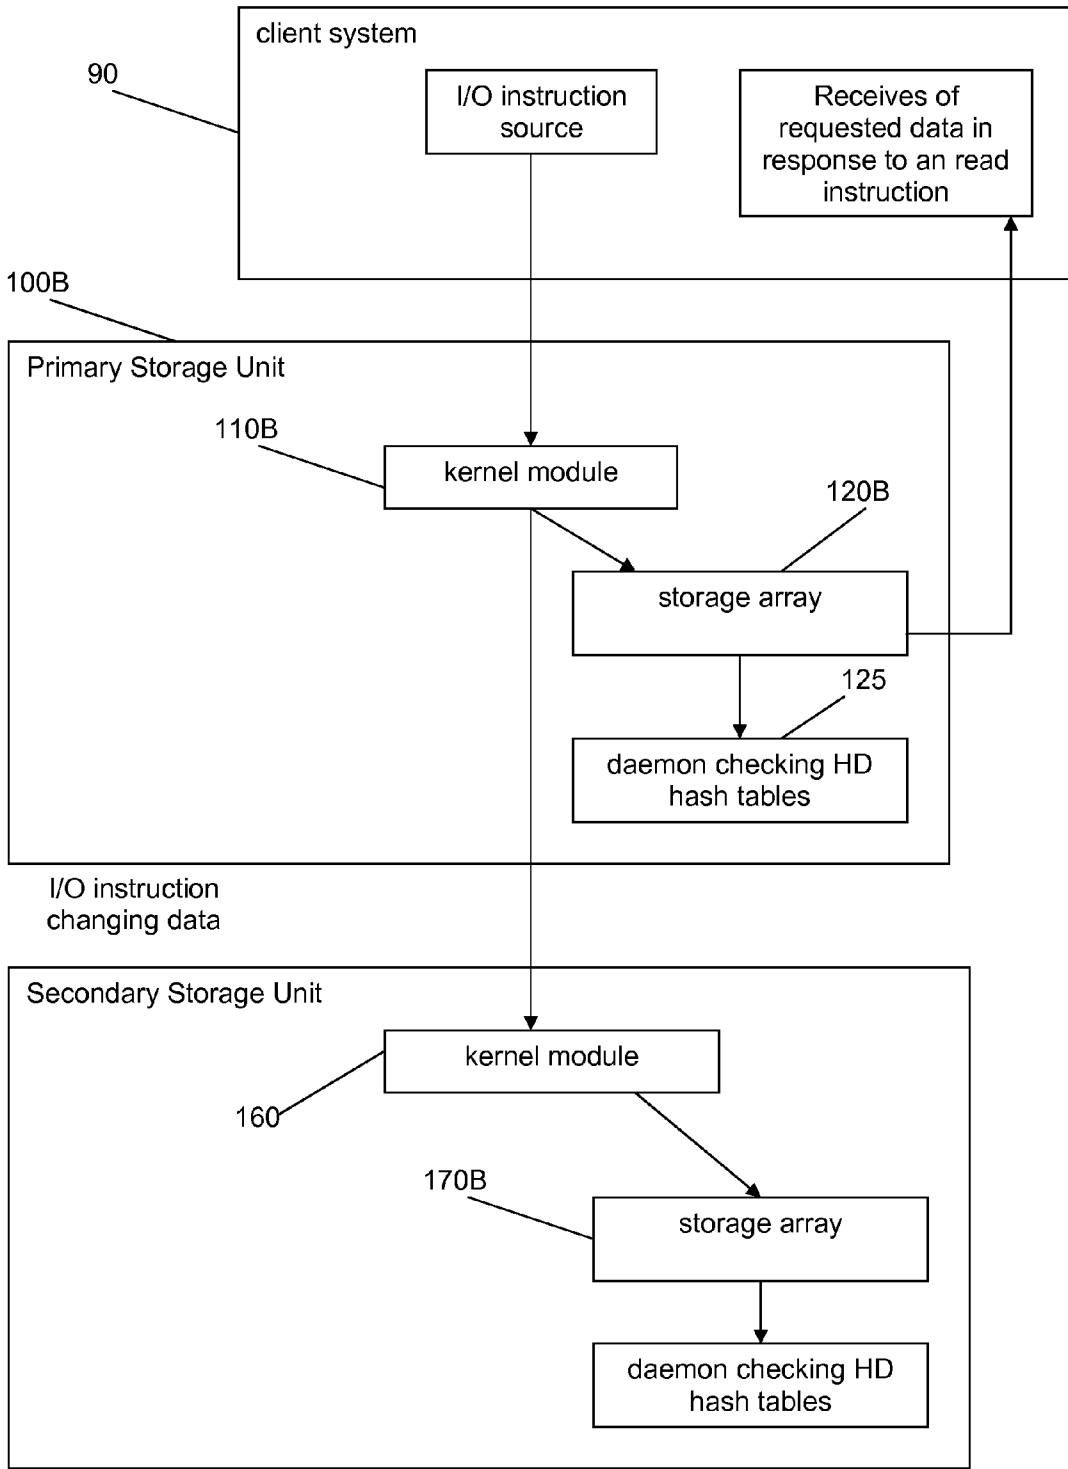 client system
90
I/O instruction
source
Receives of
requested data in
response to an read
instruction
100B
Primary Storage Unit
110B
kernel module
120B
storage array
125
daemon checking HD
hash tables
I/O instruction
changing data
Secondary Storage Unit
kernel module
160
170B
storage array
daemon checking HD
hash tables